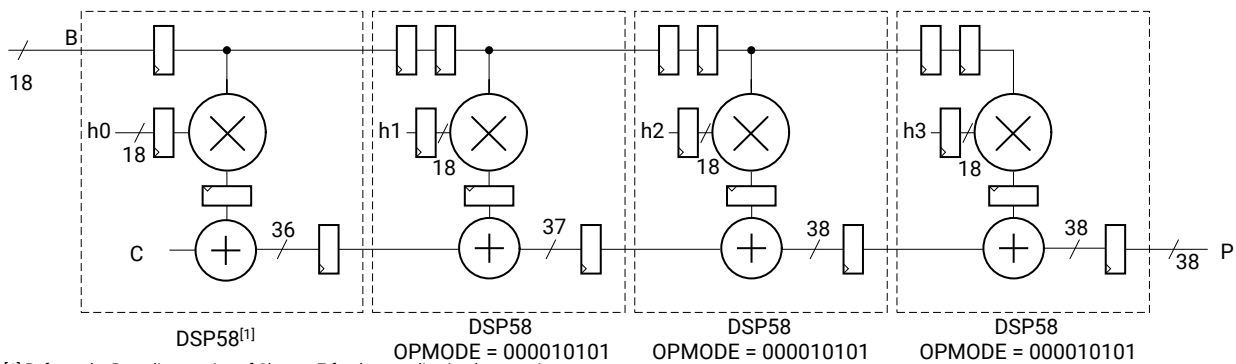 B
18
h0
18
h1
18
h2
18
h3
18
C
36
37
38
38
38
P
DSP58[1]
DSP58
OPMODE = 000010101
DSP58
OPMODE = 000010101
DSP58
OPMODE = 000010101